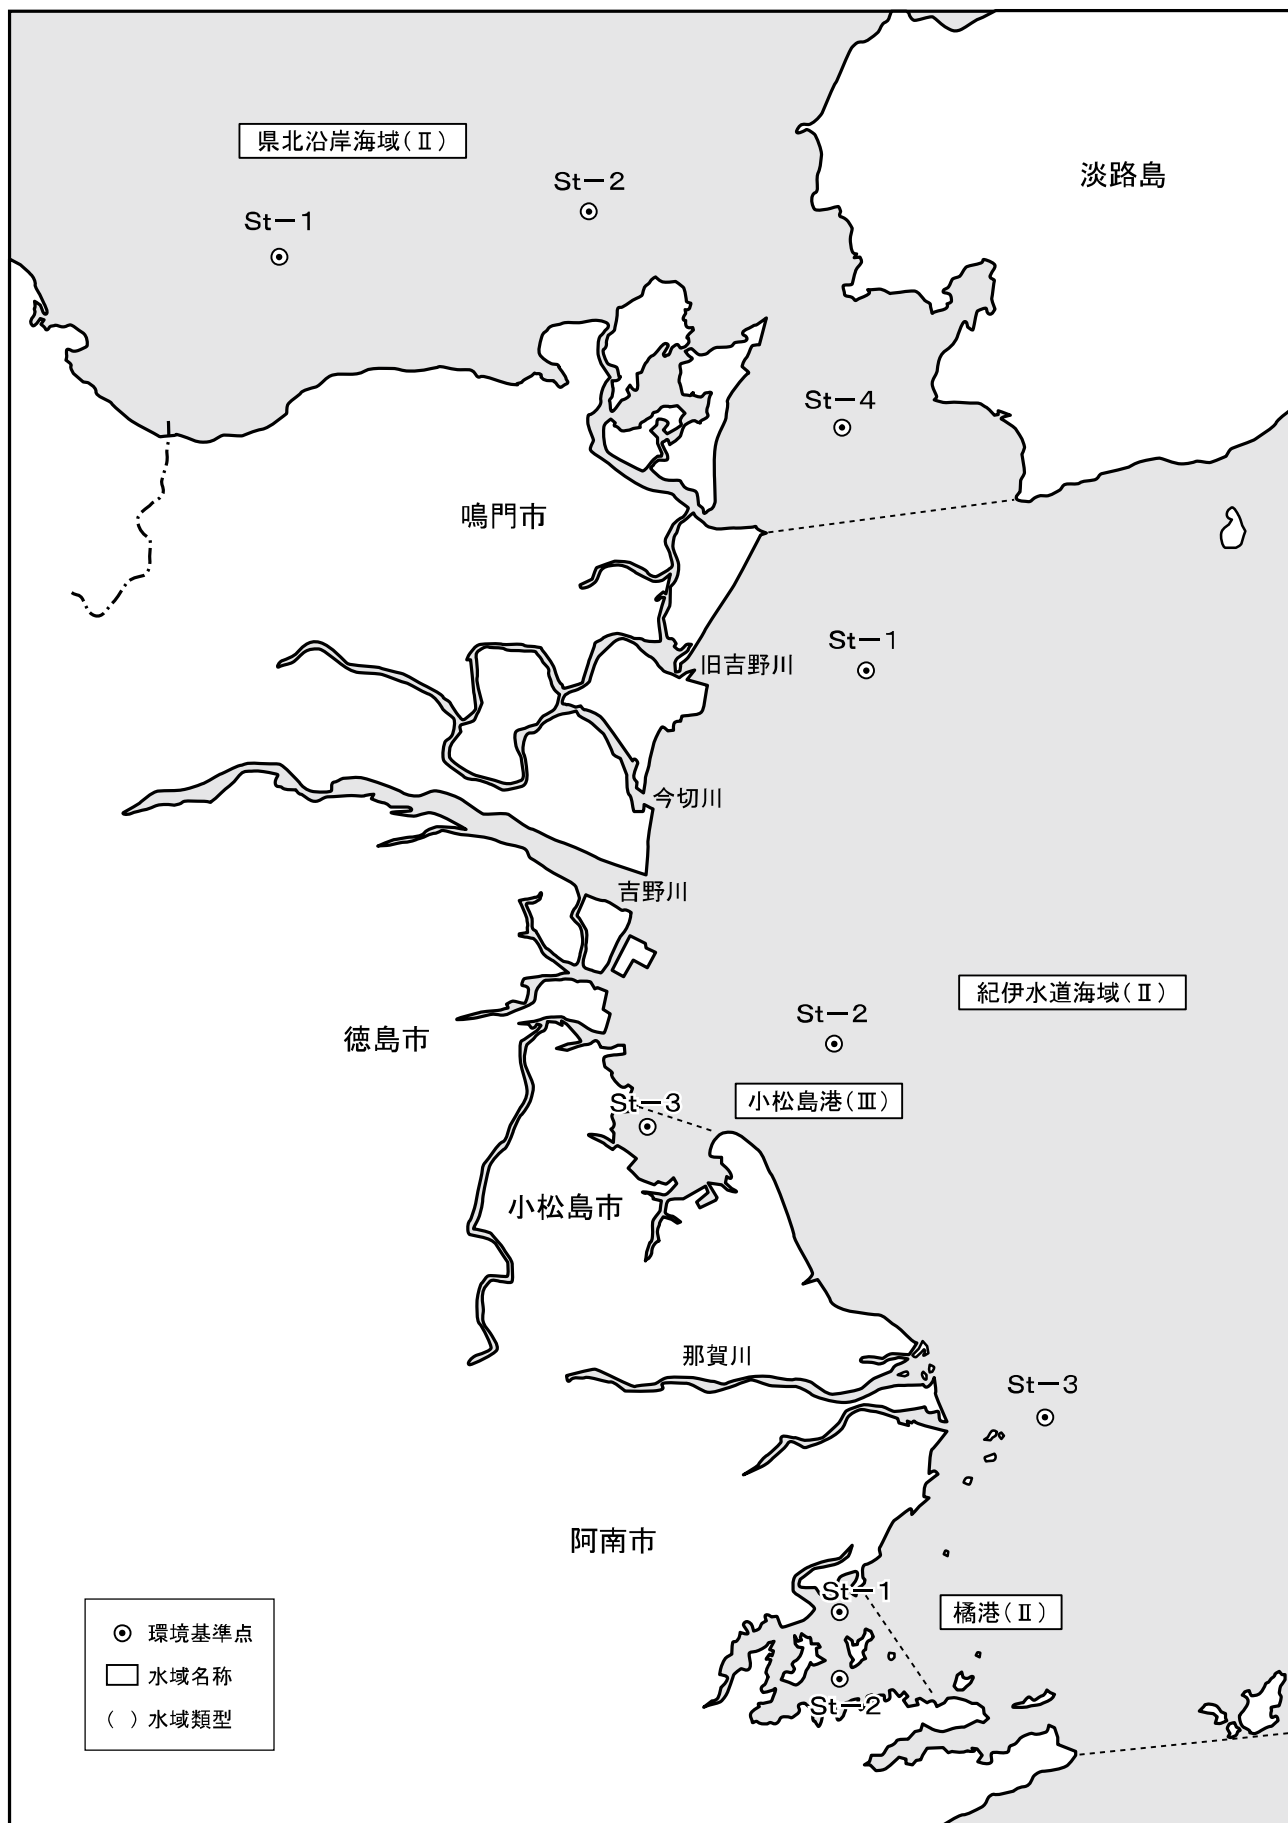 県北沿岸海域(Ⅱ)
淡路島
St－2
St－1
St－4
鳴門市
St－1
旧吉野川
今切川
吉野川
紀伊水道海域(Ⅱ)
St－2
徳島市
小松島港(Ⅲ)
St－3
小松島市
那賀川
St－3
阿南市
St－1
橘港(Ⅱ)
St－2
環境基準点
水域名称
( ) 水域類型